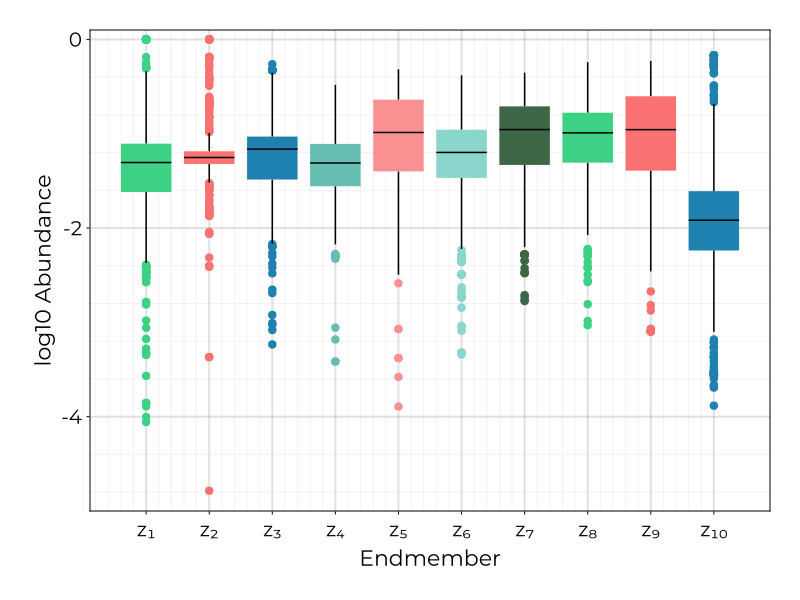 0
-2
-4
log10 Abundance
z₁ z₂ z₃ z₄ z₅ z₆ z₇ z₈ z₉ z₁₀
Endmember